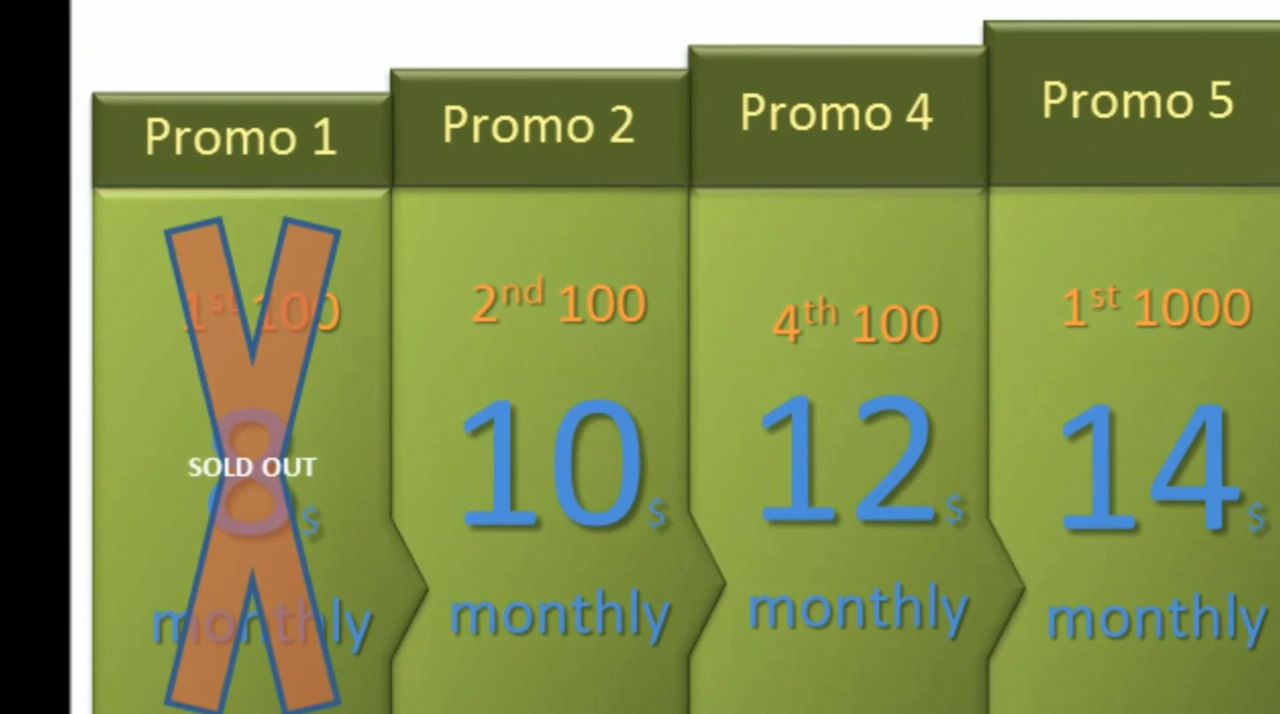 Promo 1
1st 100
8$
SOLD OUT
monthly
Promo 2
2nd 100
10$
monthly
Promo 4
4th 100
12$
monthly
Promo 5
1st 1000
14$
monthly